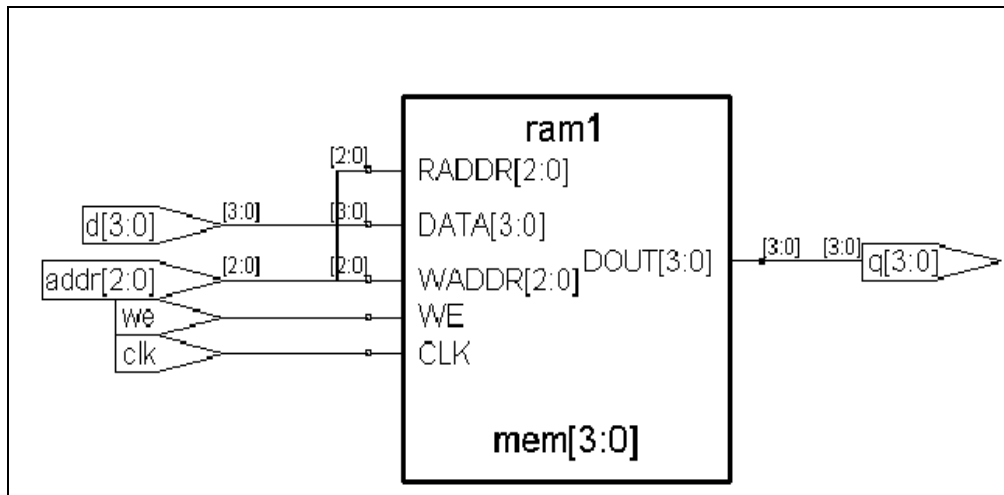 ram1
[2:0]
RADDR[2:0]
d[3:0]
[3:0]
[3:0]
DATA[3:0]
addr[2:0]
[2:0]
[2:0]
WADDR[2:0]
DOUT[3:0]
[3:0]
[3:0]
q[3:0]
we
WE
clk
CLK
mem[3:0]